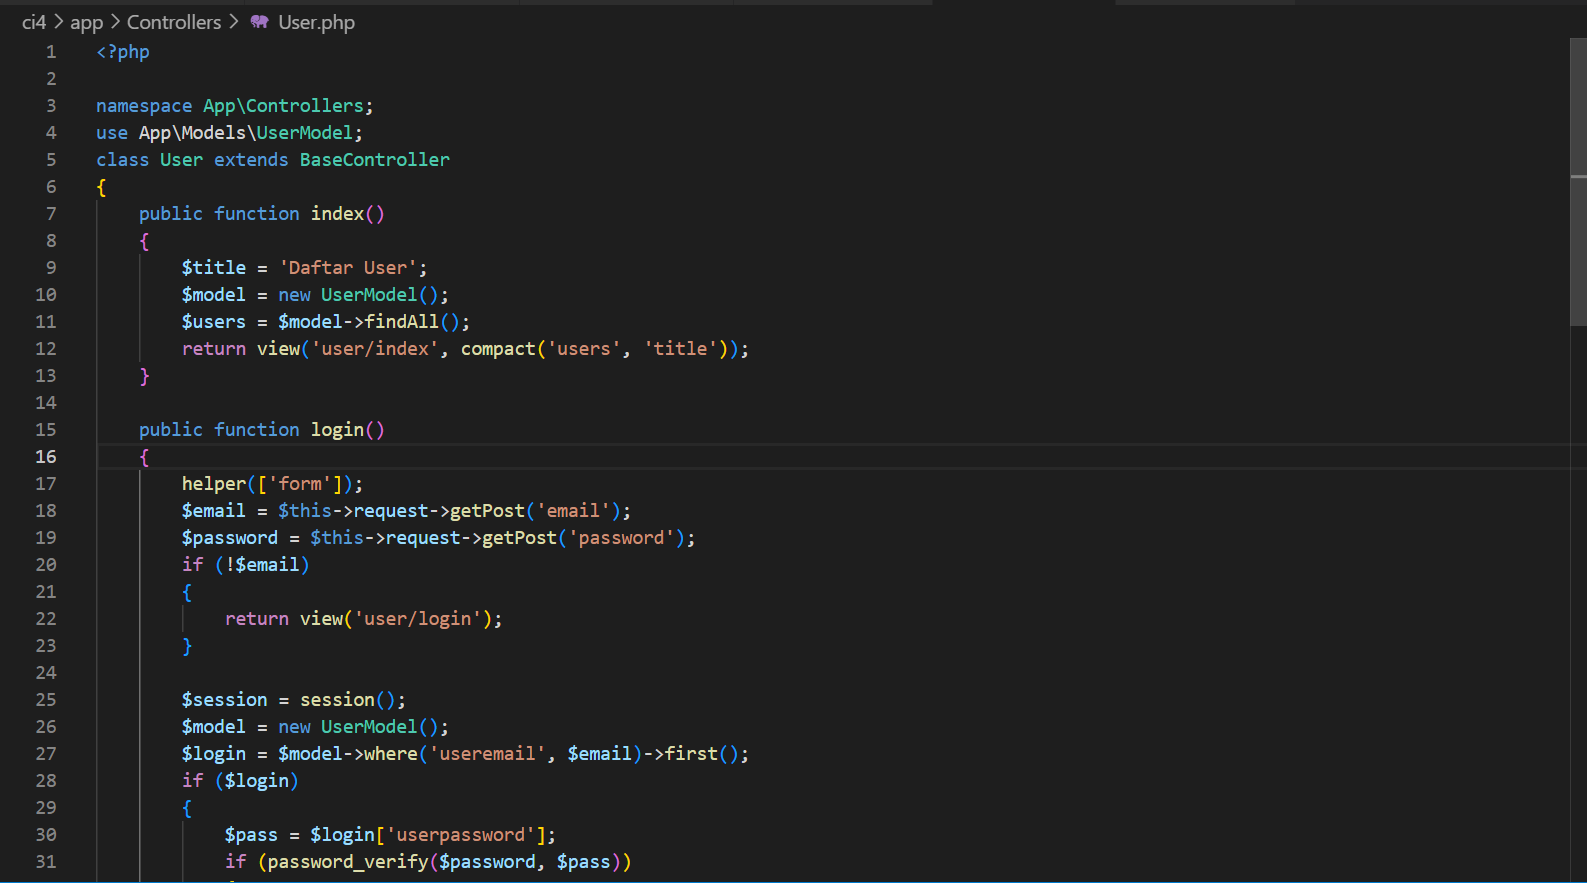 ci4 > app > Controllers > User.php
1 <?php
2
3 namespace App\Controllers;
4 use App\Models\UserModel;
5 class User extends BaseController
6 {
7     public function index()
8     {
9         $title = 'Daftar User';
10         $model = new UserModel();
11         $users = $model->findAll();
12         return view('user/index', compact('users', 'title'));
13     }
14
15     public function login()
16     {
17         helper(['form']);
18         $email = $this->request->getPost('email');
19         $password = $this->request->getPost('password');
20         if (!$email)
21         {
22             return view('user/login');
23         }
24
25         $session = session();
26         $model = new UserModel();
27         $login = $model->where('useremail', $email)->first();
28         if ($login)
29         {
30             $pass = $login['userpassword'];
31             if (password_verify($password, $pass))